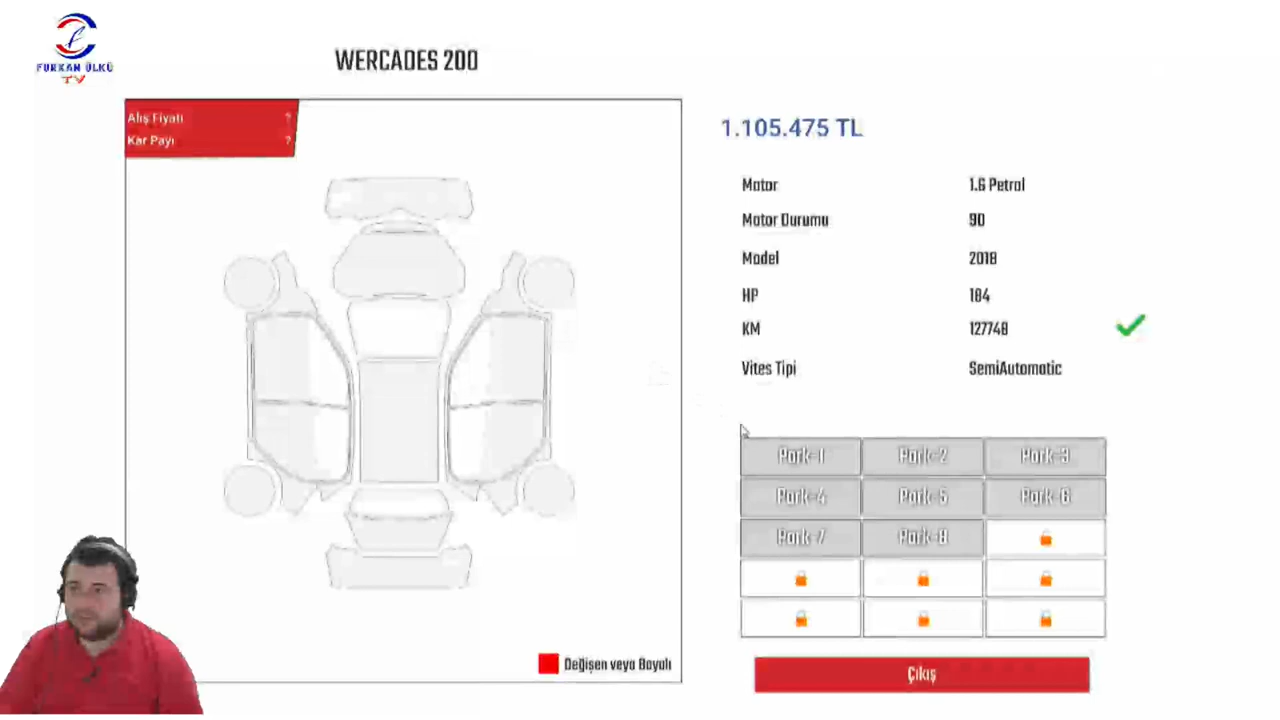 FURKAN ÜLKÜ
TV
WERCADES 200
Alış Fiyatı ?
Kar Payı ?
1.105.475 TL
Motor 1.6 Petrol
Motor Durumu 90
Model 2018
HP 184
KM 127748
Vites Tipi SemiAutomatic
Park-1 Park-2 Park-3
Park-4 Park-5 Park-6
Park-7 Park-8
Değişen veya Boyalı
Çıkış